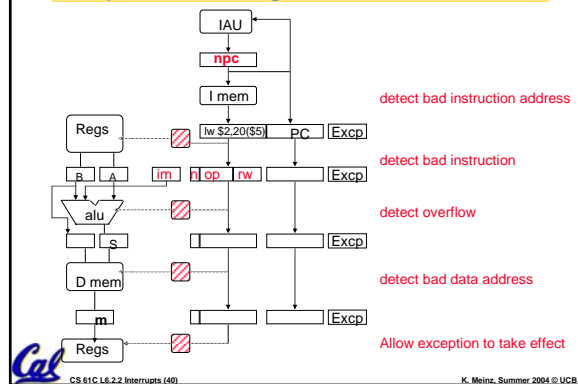 IAU
npc
I mem
detect bad instruction address
Regs
lw $2,20($5)
PC
Excp
detect bad instruction
B
A
im
n
op
rw
Excp
alu
detect overflow
S
Excp
D mem
detect bad data address
m
Excp
Regs
Allow exception to take effect
Cal
CS 61C L6.2.2 Interrupts (40)
K. Meinz, Summer 2004 © UCB